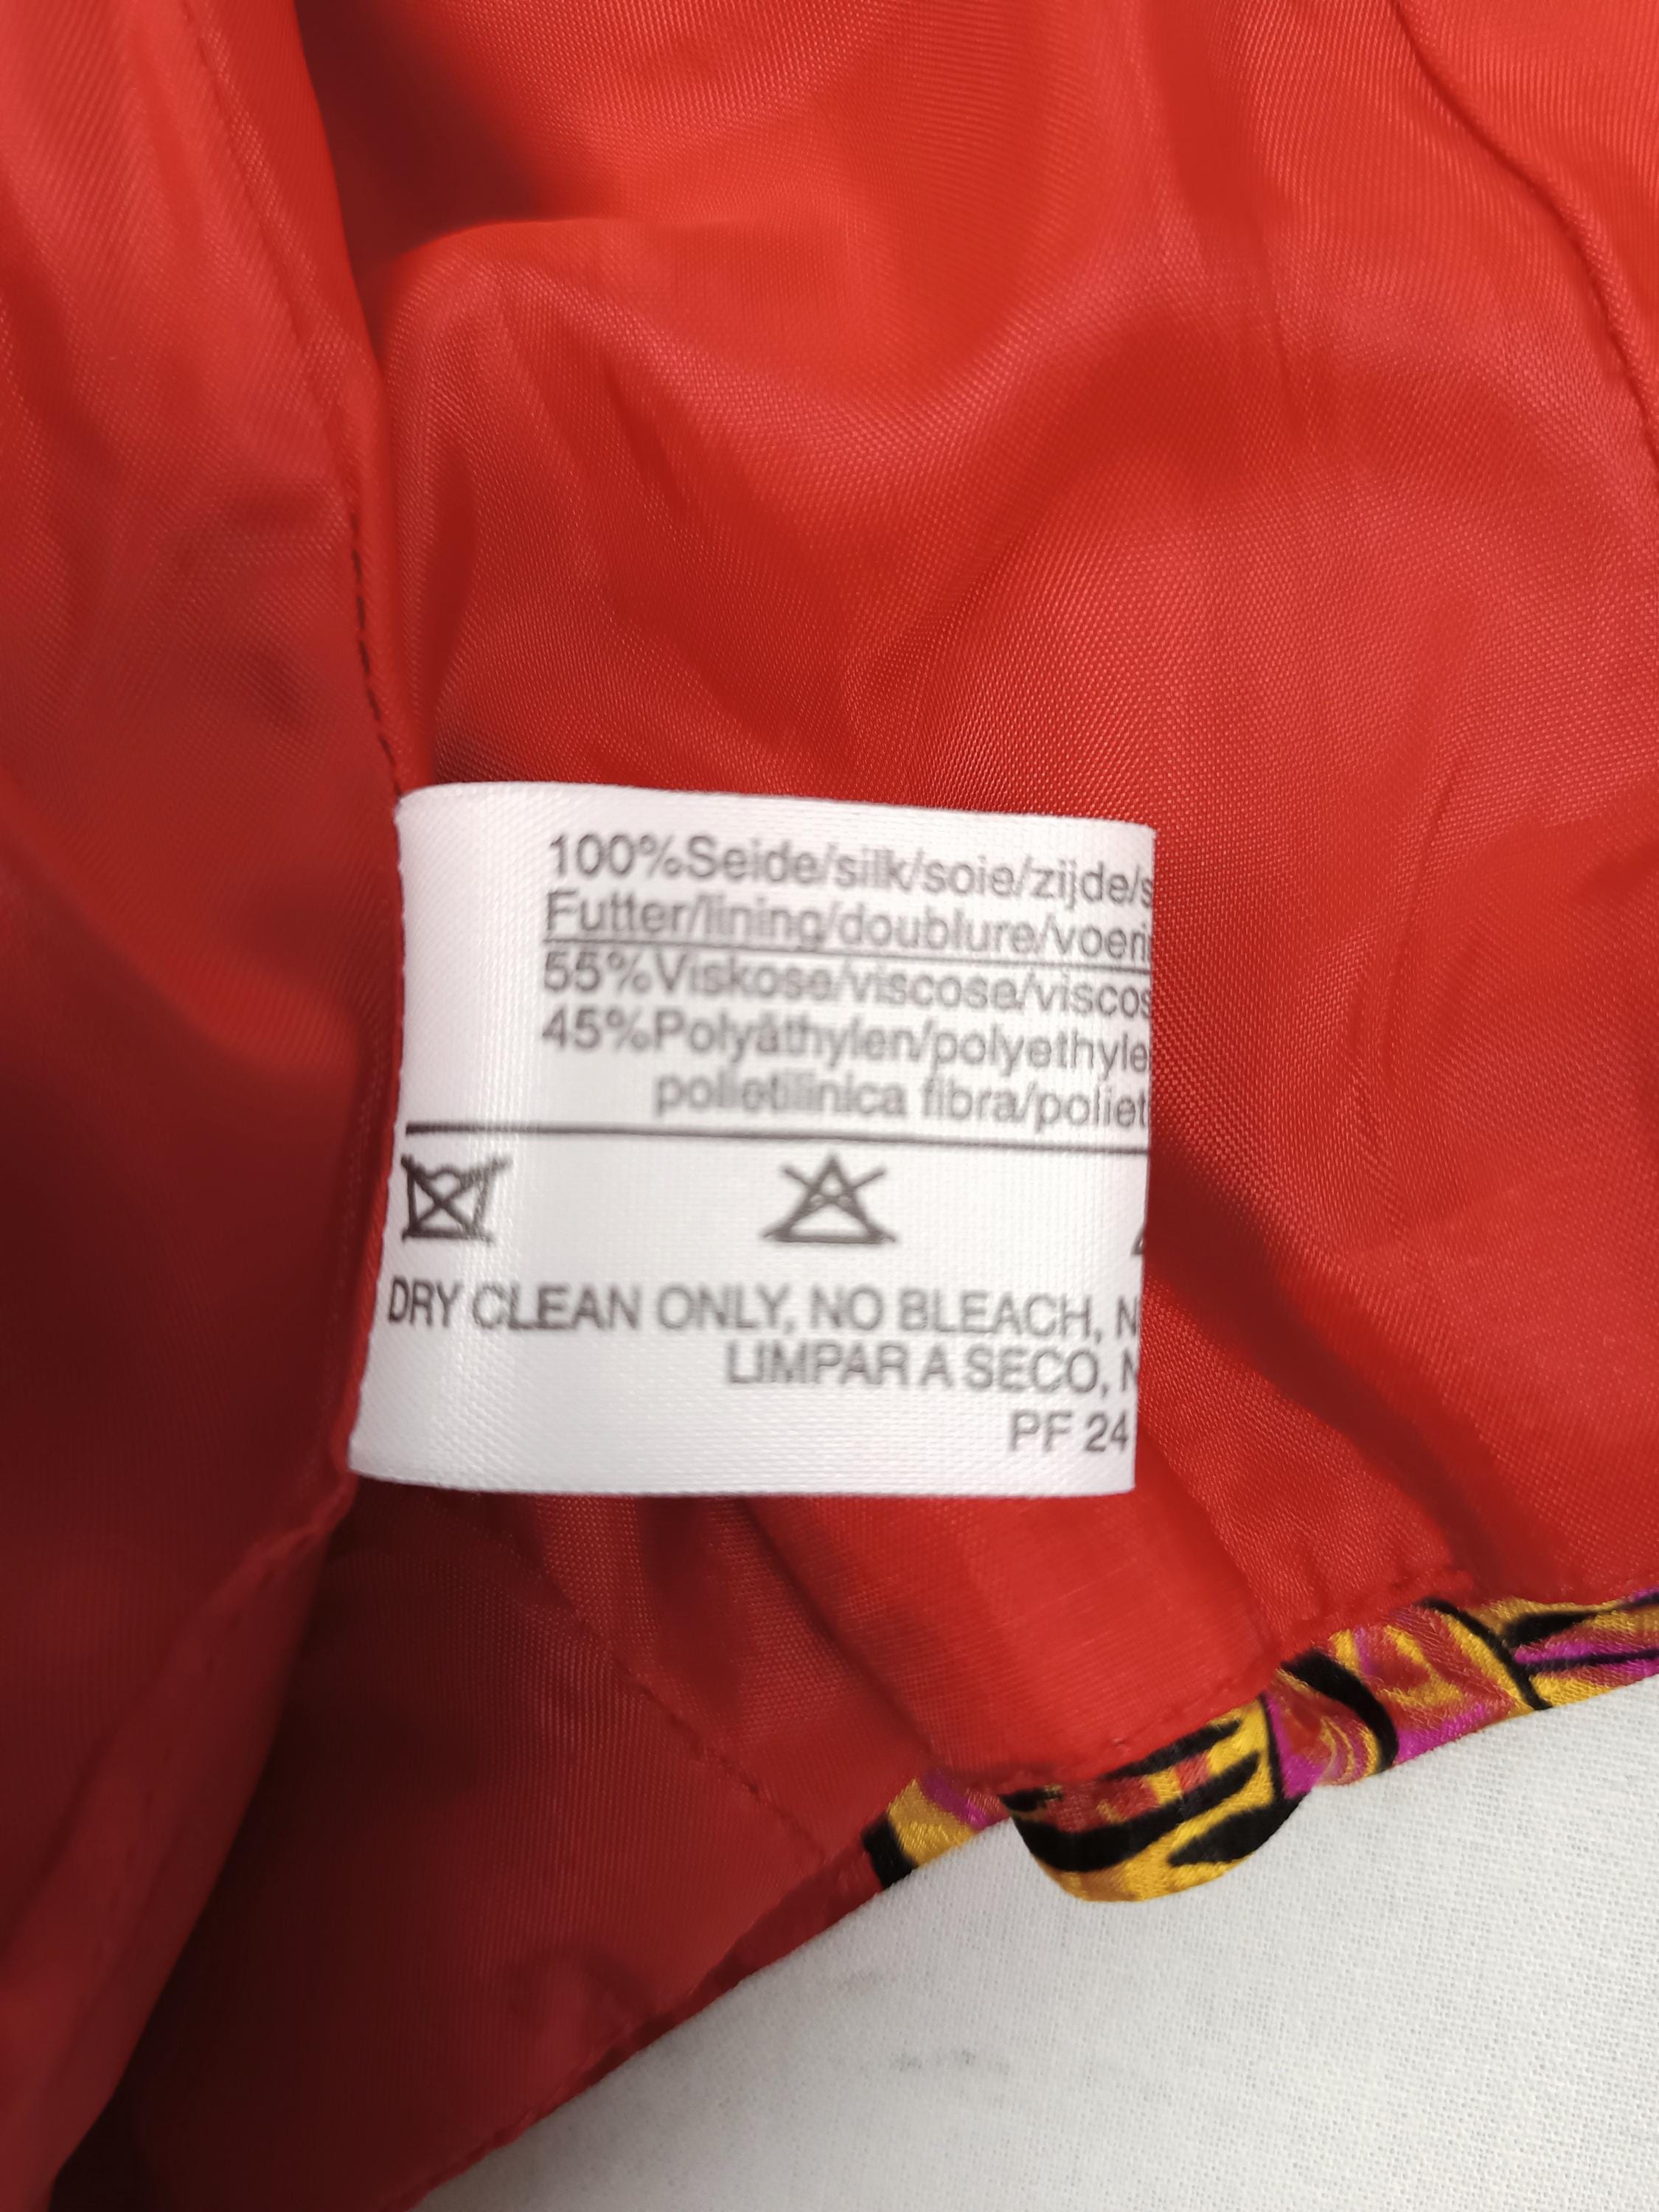 100%Seide/silk/soie/zijde/s
Futter/lining/doublure/voeri
55%Viskose/viscose/viscos
45%Polyäthylen/polyethyle
polietilinica fibra/poliet
DRY CLEAN ONLY, NO BLEACH, N
LIMPAR A SECO, N
PF 24